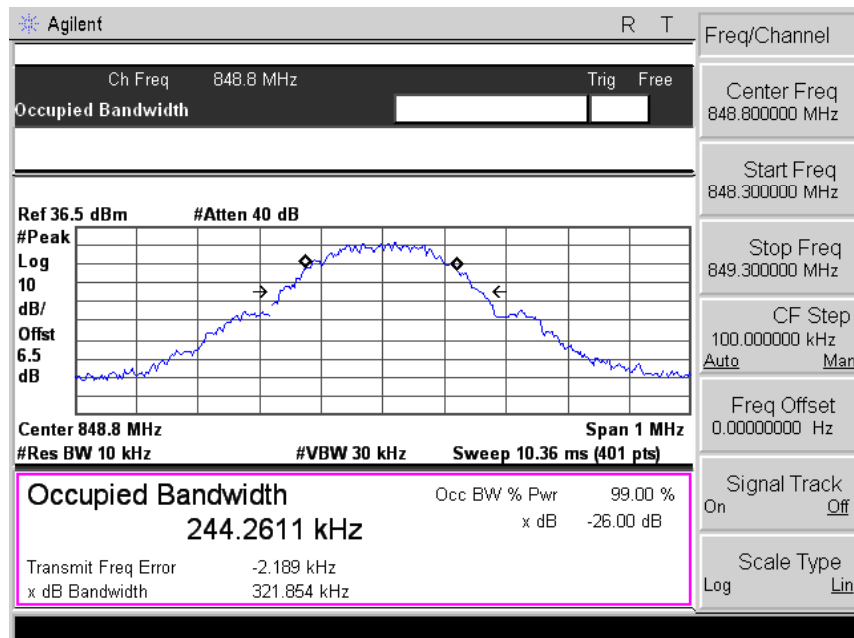 Agilent R T
Ch Freq 848.8 MHz Trig Free
Occupied Bandwidth
Ref 36.5 dBm #Atten 40 dB
#Peak
Log
10
dB/
Offst
6.5
dB
Center 848.8 MHz Span 1 MHz
#Res BW 10 kHz #VBW 30 kHz Sweep 10.36 ms (401 pts)
Occupied Bandwidth
244.2611 kHz
Occ BW % Pwr 99.00 %
x dB -26.00 dB
Transmit Freq Error -2.189 kHz
x dB Bandwidth 321.854 kHz
Freq/Channel
Center Freq
848.800000 MHz
Start Freq
848.300000 MHz
Stop Freq
849.300000 MHz
CF Step
100.000000 kHz
Auto Man
Freq Offset
0.00000000 Hz
Signal Track
On Off
Scale Type
Log Lin